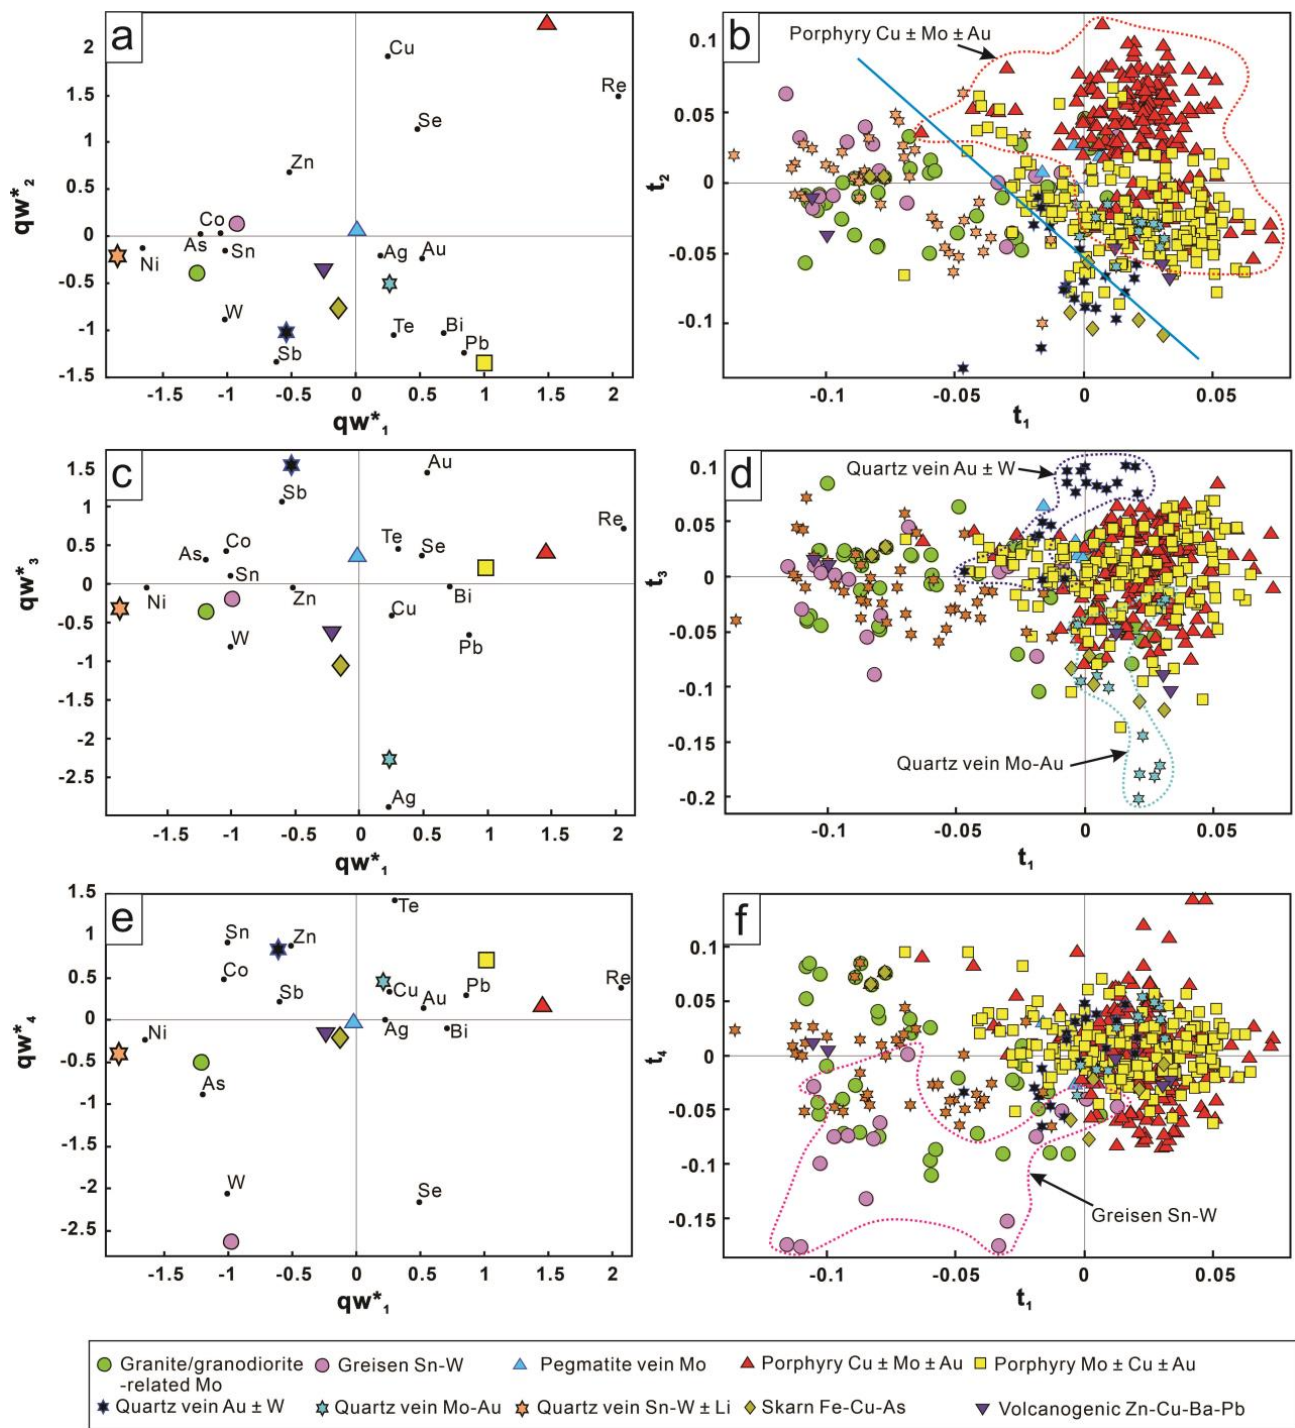 a
2
1.5
1
0.5
0
-0.5
-1
-1.5
qw*2
Cu
Re
Se
Zn
Co
As
Sn
Ni
Ag
Au
W
Te
Bi
Sb
Pb
-1.5 -1 -0.5 0 0.5 1 1.5 2
qw*1
b
0.1
0.05
0
-0.05
-0.1
t2
Porphyry Cu ± Mo ± Au
-0.1 -0.05 0 0.05
t1
c
1.5
1
0.5
0
-0.5
-1
-1.5
-2
-2.5
qw*3
Au
Sb
Re
Co
Te
Se
As
Sn
Ni
Zn
Bi
Cu
W
Pb
Ag
-1.5 -1 -0.5 0 0.5 1 1.5 2
qw*1
d
0.1
0.05
0
-0.05
-0.1
-0.15
-0.2
t3
Quartz vein Au ± W
Quartz vein Mo-Au
-0.1 -0.05 0 0.05
t1
e
1.5
1
0.5
0
-0.5
-1
-1.5
-2
-2.5
qw*4
Te
Sn
Zn
Co
Sb
Cu
Pb
Re
Au
Ni
Ag
Bi
As
W
Se
-1.5 -1 -0.5 0 0.5 1 1.5 2
qw*1
f
0.1
0.05
0
-0.05
-0.1
-0.15
t4
Greisen Sn-W
-0.1 -0.05 0 0.05
t1
Granite/granodiorite Greisen Sn-W Pegmatite vein Mo Porphyry Cu ± Mo ± Au Porphyry Mo ± Cu ± Au
-related Mo
Quartz vein Au ± W Quartz vein Mo-Au Quartz vein Sn-W ± Li Skarn Fe-Cu-As Volcanogenic Zn-Cu-Ba-Pb